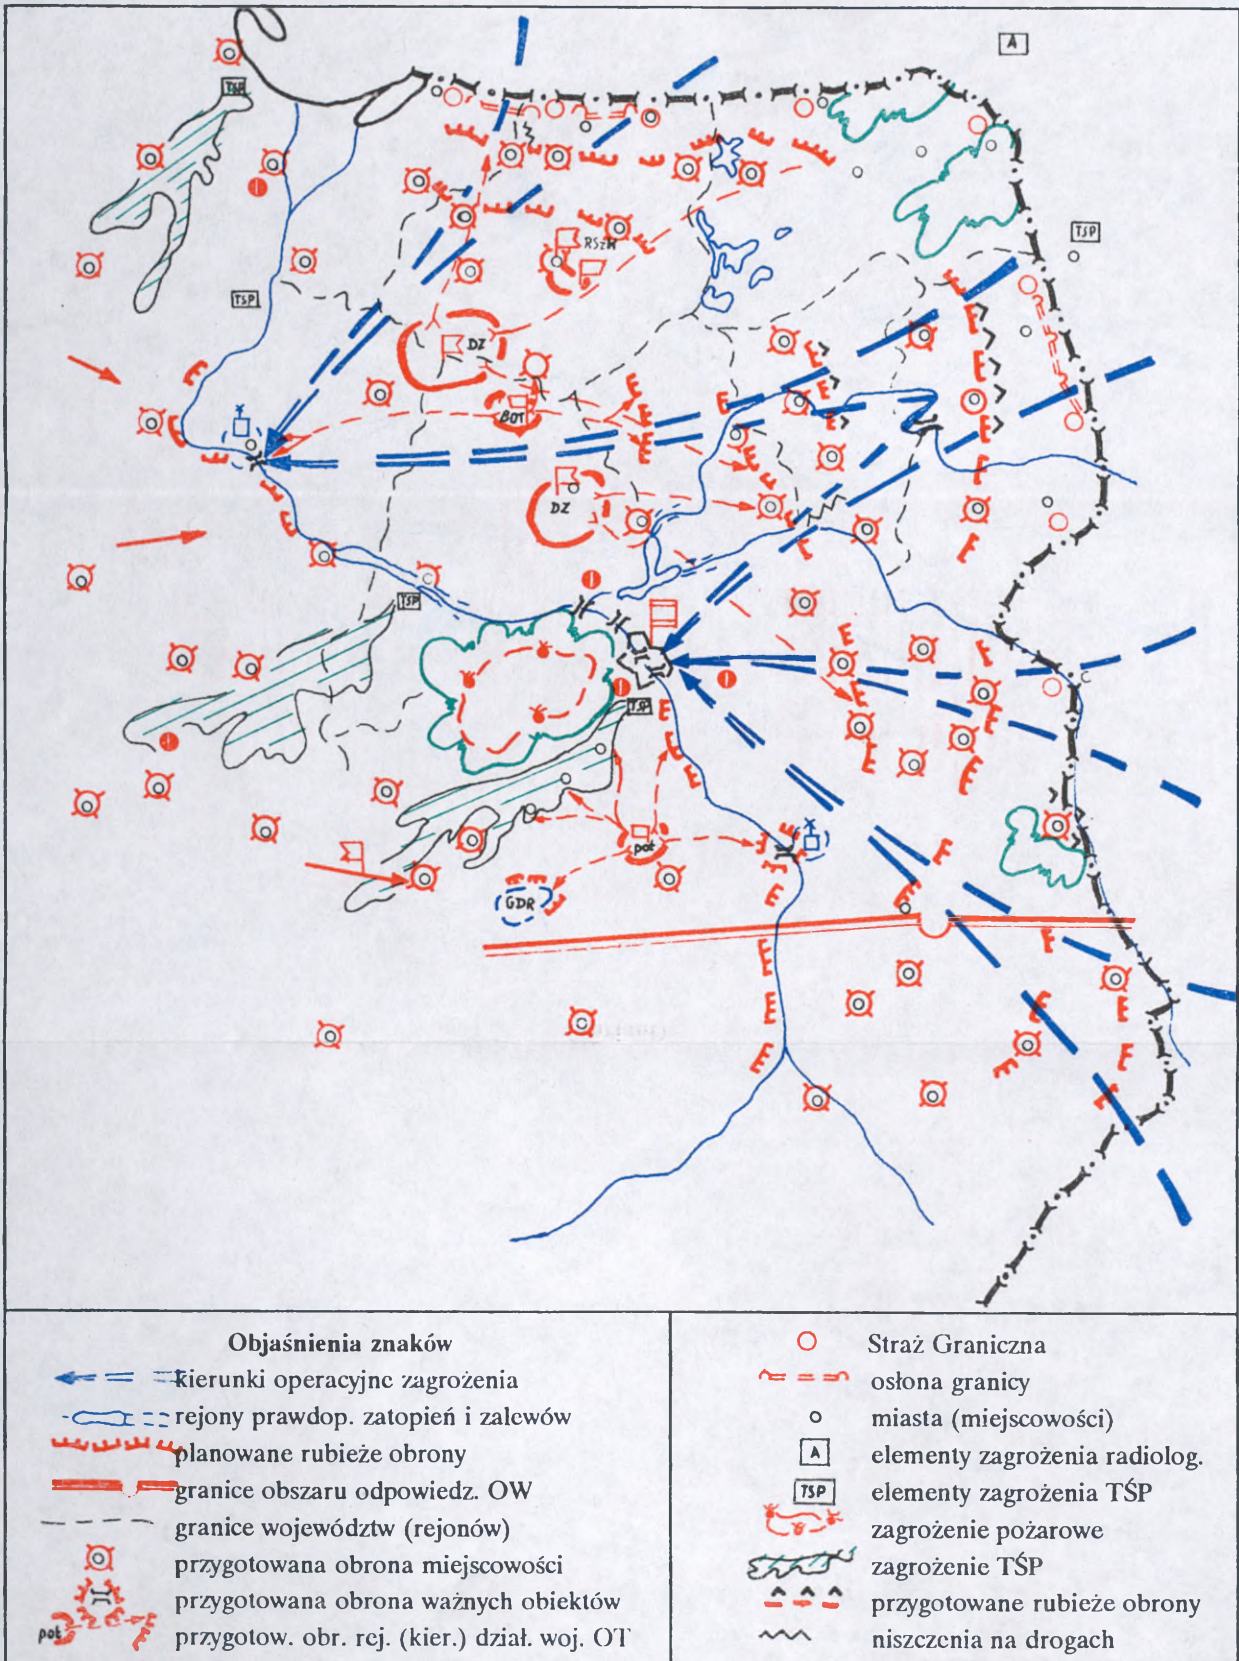 A
TSP
TSP
TSP
RSzW
DZ
BOT
DZ
TSP
TSP
pot
GDR
Objaśnienia znaków
kierunki operacyjne zagrożenia
rejony prawdop. zatopień i zalewów
planowane rubieże obrony
granice obszaru odpowiedz. OW
granice województw (rejonów)
przygotowana obrona miejscowości
przygotowana obrona ważnych obiektów
pot przygotow. obr. rej. (kier.) dział. woj. OT
Straż Graniczna
osłona granicy
miasta (miejscowości)
A elementy zagrożenia radiolog.
TSP elementy zagrożenia TŚP
zagrożenie pożarowe
zagrożenie TŚP
przygotowane rubieże obrony
niszczenia na drogach